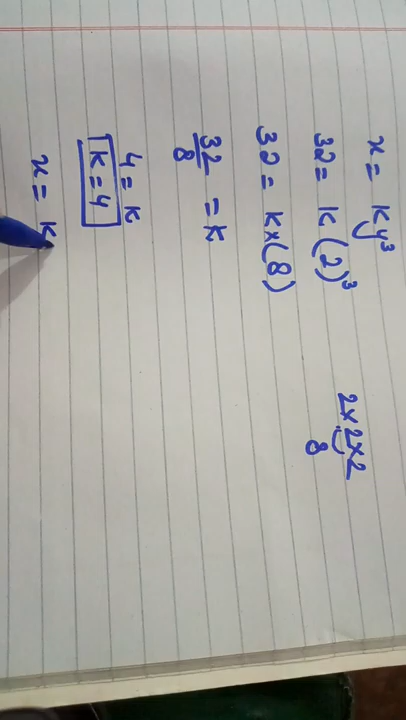 x = ky³
32 = k(2)³
2×2×2
8
32 = k×(8)
32/8 = k
4 = k
k = 4
x = k